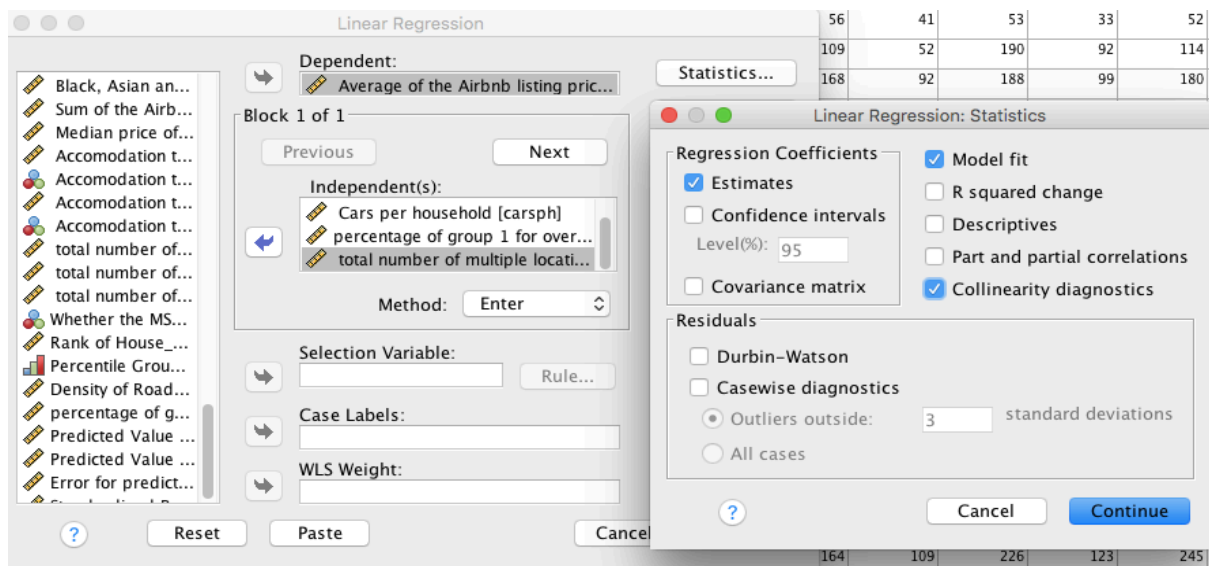 Linear Regression
Black, Asian an...
Sum of the Airb...
Median price of...
Accomodation t...
Accomodation t...
Accomodation t...
Accomodation t...
total number of...
total number of...
total number of...
Whether the MS...
Rank of House_...
Percentile Grou...
Density of Road...
percentage of g...
Predicted Value ...
Predicted Value ...
Error for predict...
Dependent:
Average of the Airbnb listing pric...
Statistics...
Block 1 of 1
Previous
Next
Independent(s):
Cars per household [carsph]
percentage of group 1 for over...
total number of multiple locati...
Method: Enter
Selection Variable:
Rule...
Case Labels:
WLS Weight:
?
Reset
Paste
Cancel
56 41 53 33 52
109 52 190 92 114
168 92 188 99 180
Linear Regression: Statistics
Regression Coefficients
Estimates
Confidence intervals
Level(%): 95
Covariance matrix
Model fit
R squared change
Descriptives
Part and partial correlations
Collinearity diagnostics
Residuals
Durbin-Watson
Casewise diagnostics
Outliers outside: 3 standard deviations
All cases
?
Cancel
Continue
164 109 226 123 245